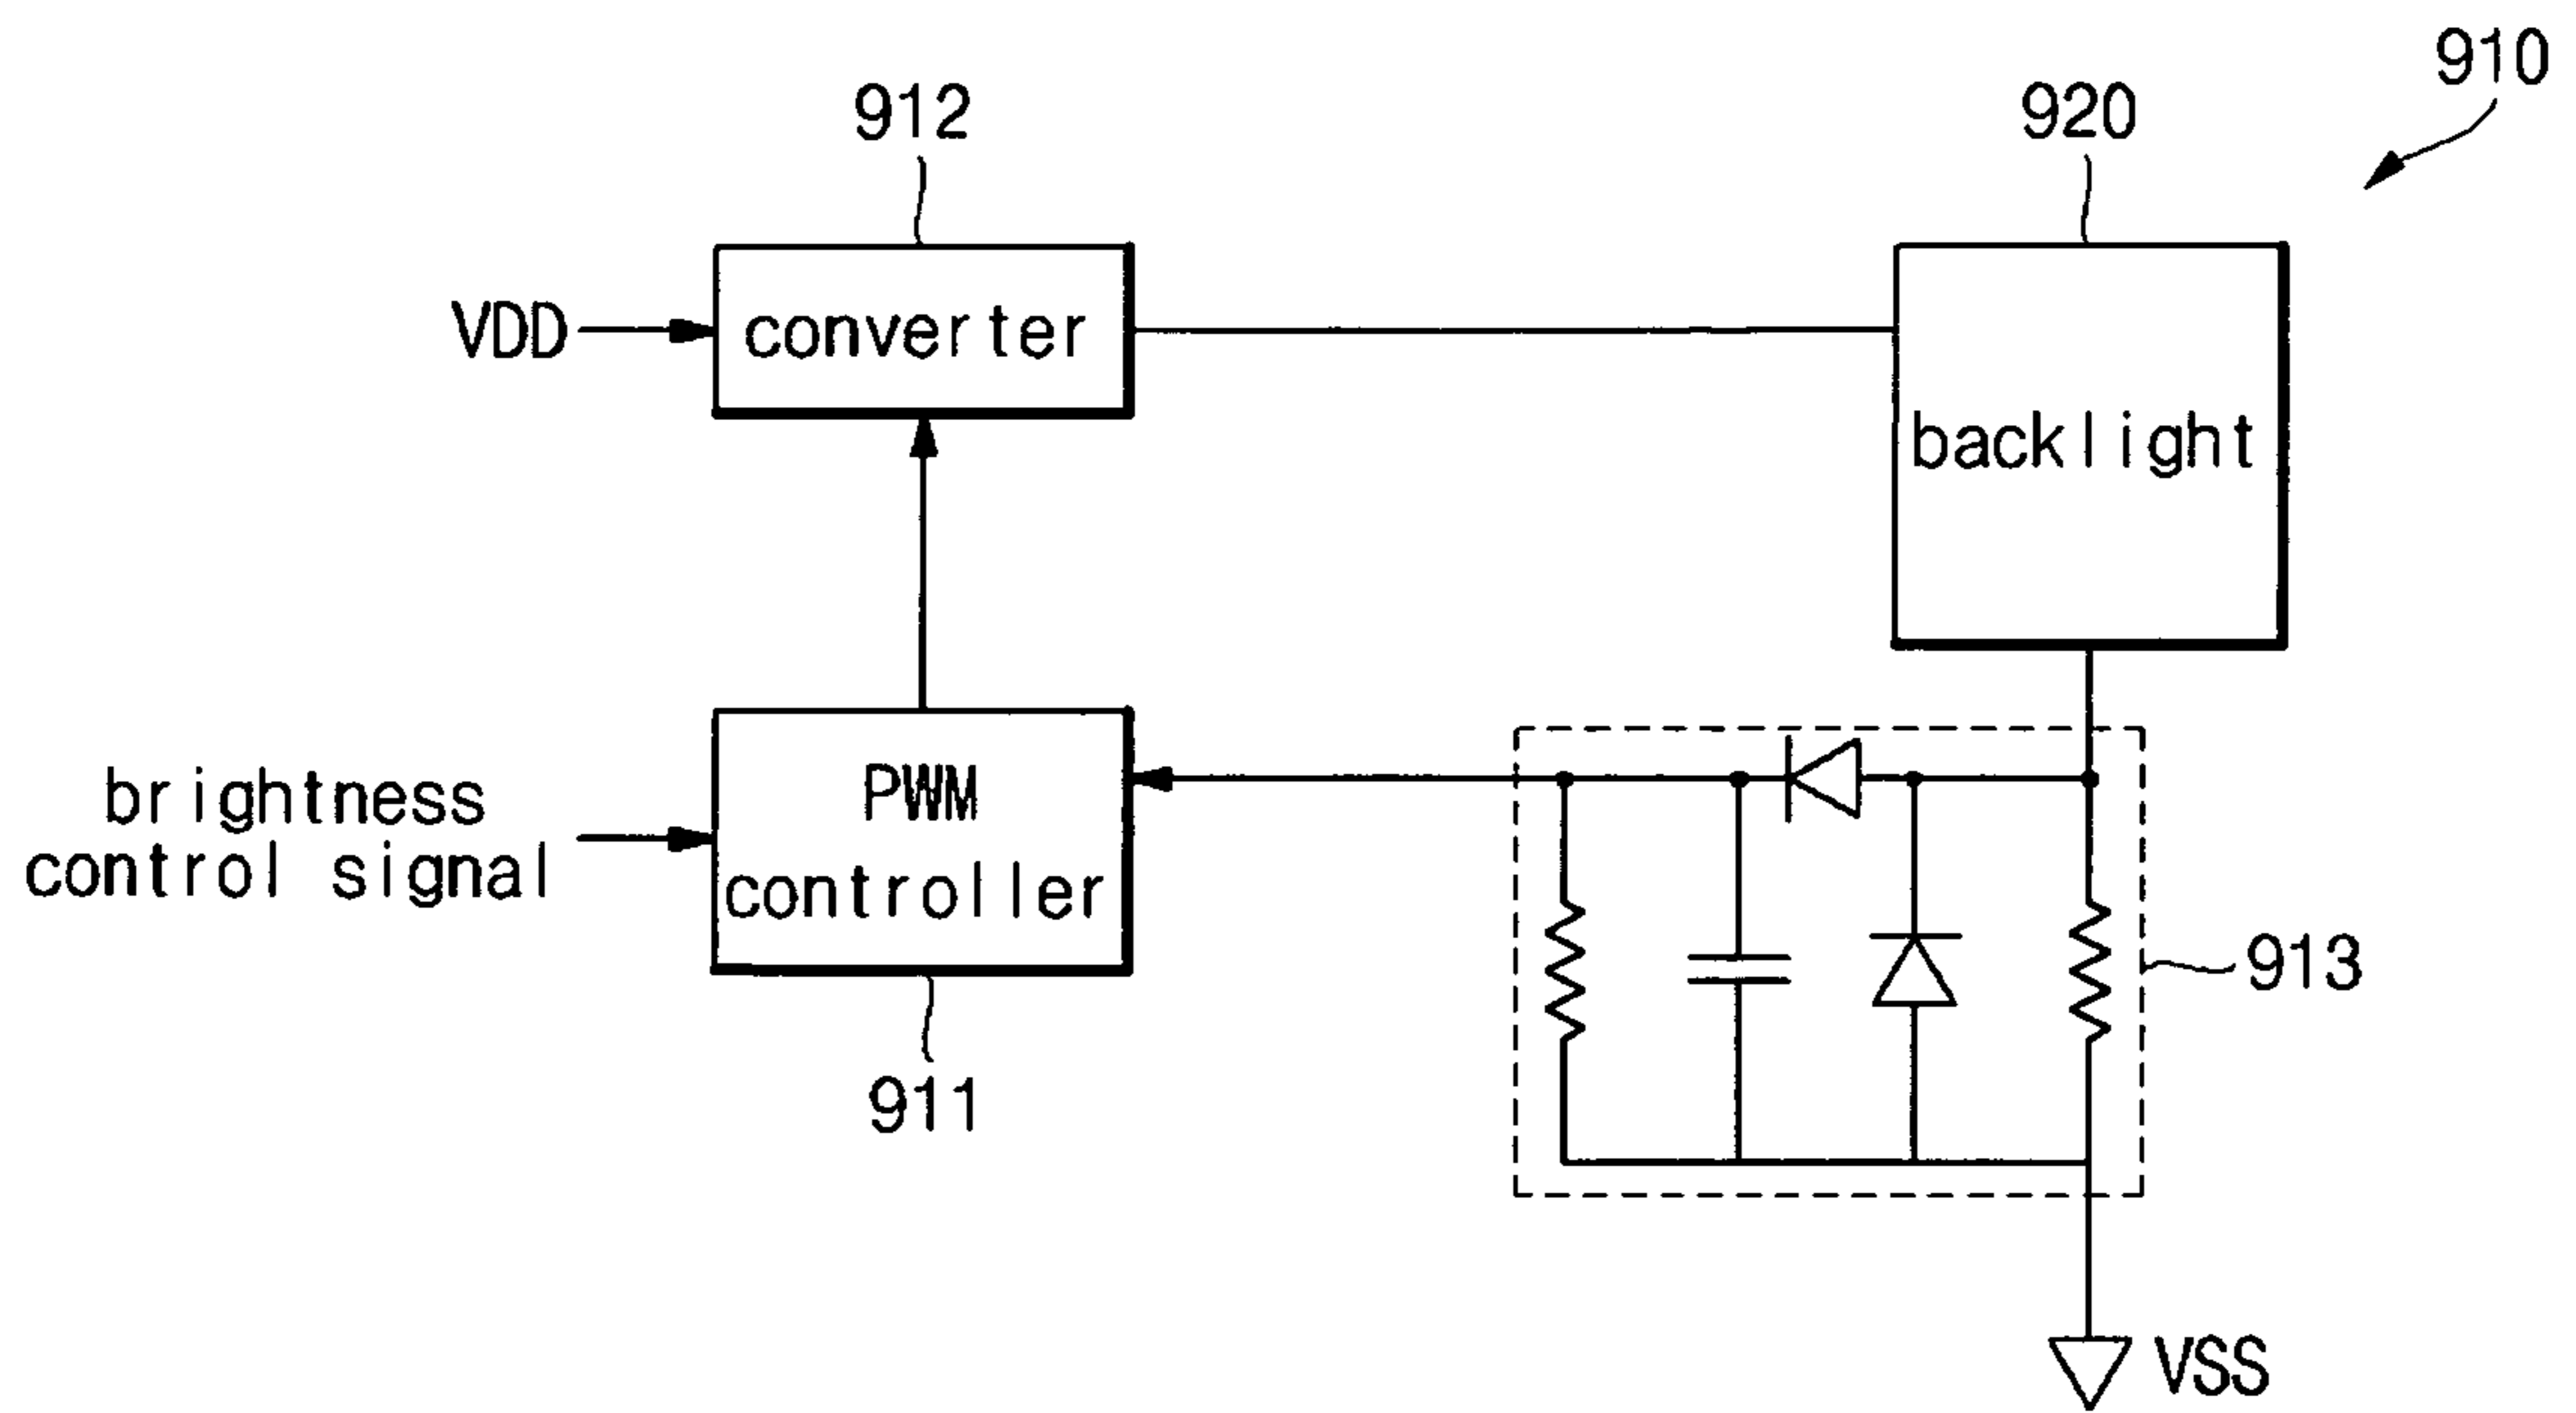 910
912
920
VDD
converter
backlight
brightness
control signal
PWM
controller
913
911
VSS